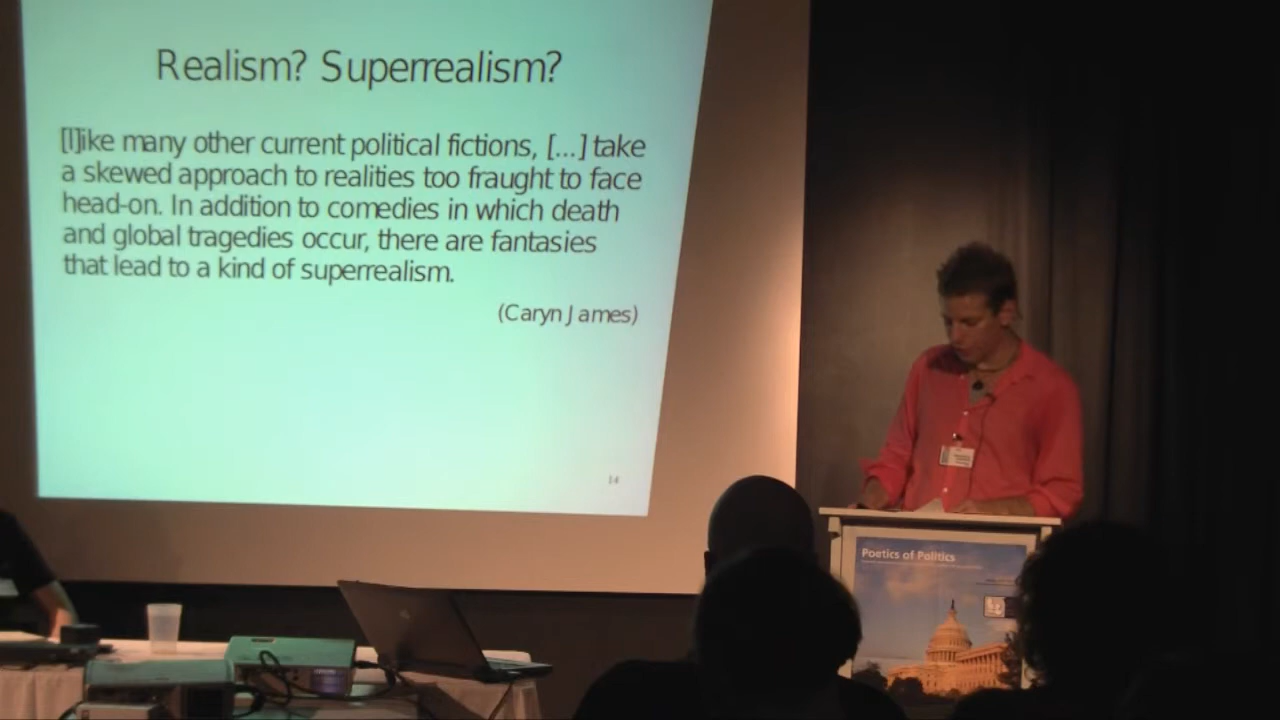 Realism? Superrealism?
[l]ike many other current political fictions, [...] take
a skewed approach to realities too fraught to face
head-on. In addition to comedies in which death
and global tragedies occur, there are fantasies
that lead to a kind of superrealism.
(Caryn James)
14
Poetics of Politics